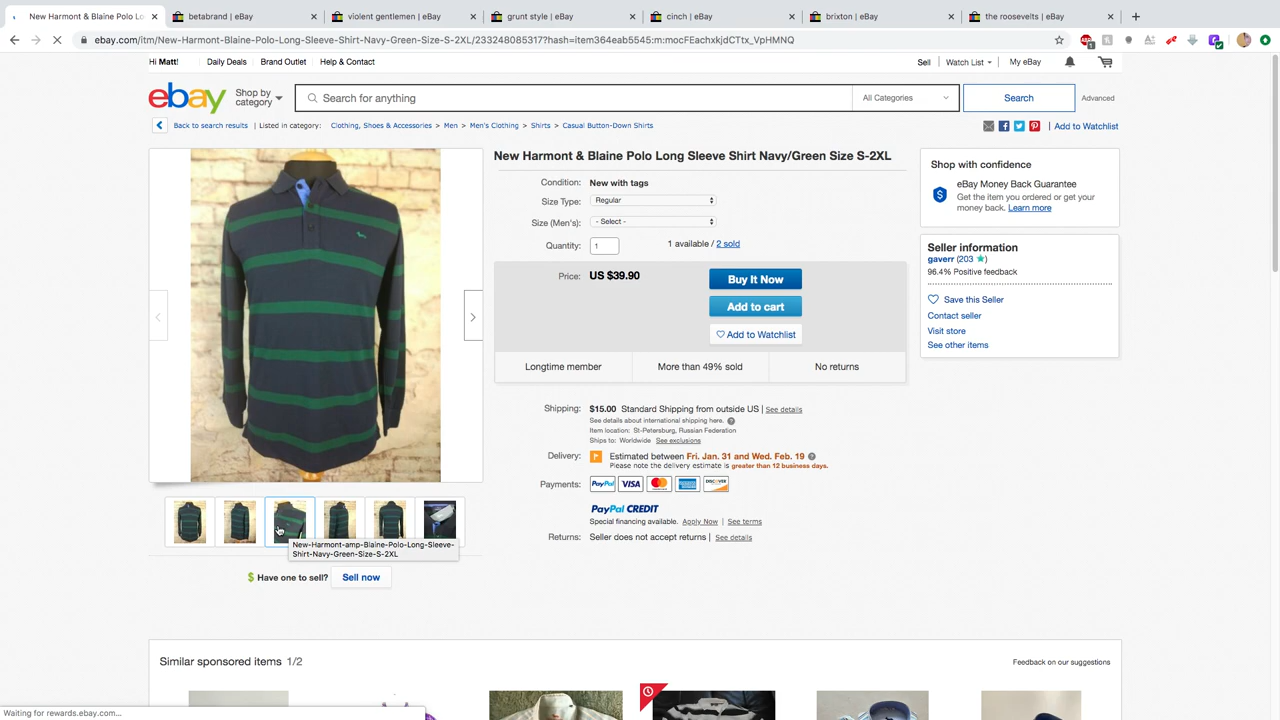 New Harmont & Blaine Polo Lo
betabrand | eBay
violent gentlemen | eBay
grunt style | eBay
cinch | eBay
brixton | eBay
the roosevelts | eBay
ebay.com/itm/New-Harmont-Blaine-Polo-Long-Sleeve-Shirt-Navy-Green-Size-S-2XL/233248085317?hash=item364eab5145:m:mocFEachxkjdCTtx_VpHMNQ
Hi Matt!
Daily Deals
Brand Outlet
Help & Contact
Sell
Watch List
My eBay
ebay
Shop by category
Search for anything
All Categories
Search
Advanced
Back to search results | Listed in category: Clothing, Shoes & Accessories > Men > Men's Clothing > Shirts > Casual Button-Down Shirts
| Add to Watchlist
New Harmont & Blaine Polo Long Sleeve Shirt Navy/Green Size S-2XL
Condition: New with tags
Size Type: Regular
Size (Men's): - Select -
Quantity: 1
1 available / 2 sold
Price: US $39.90
Buy It Now
Add to cart
Add to Watchlist
Longtime member
More than 49% sold
No returns
Shipping: $15.00 Standard Shipping from outside US | See details
See details about international shipping here.
Item location: St-Petersburg, Russian Federation
Ships to: Worldwide See exclusions
Delivery: Estimated between Fri. Jan. 31 and Wed. Feb. 19
Please note the delivery estimate is greater than 12 business days.
Payments: PayPal VISA
PayPal CREDIT
Special financing available. Apply Now | See terms
Returns: Seller does not accept returns | See details
Shop with confidence
eBay Money Back Guarantee
Get the item you ordered or get your
money back. Learn more
Seller information
gaverr (203 )
96.4% Positive feedback
Save this Seller
Contact seller
Visit store
See other items
New-Harmont-amp-Blaine-Polo-Long-Sleeve-
Shirt-Navy-Green-Size-S-2XL
Have one to sell? Sell now
Similar sponsored items 1/2
Feedback on our suggestions
Waiting for rewards.ebay.com...